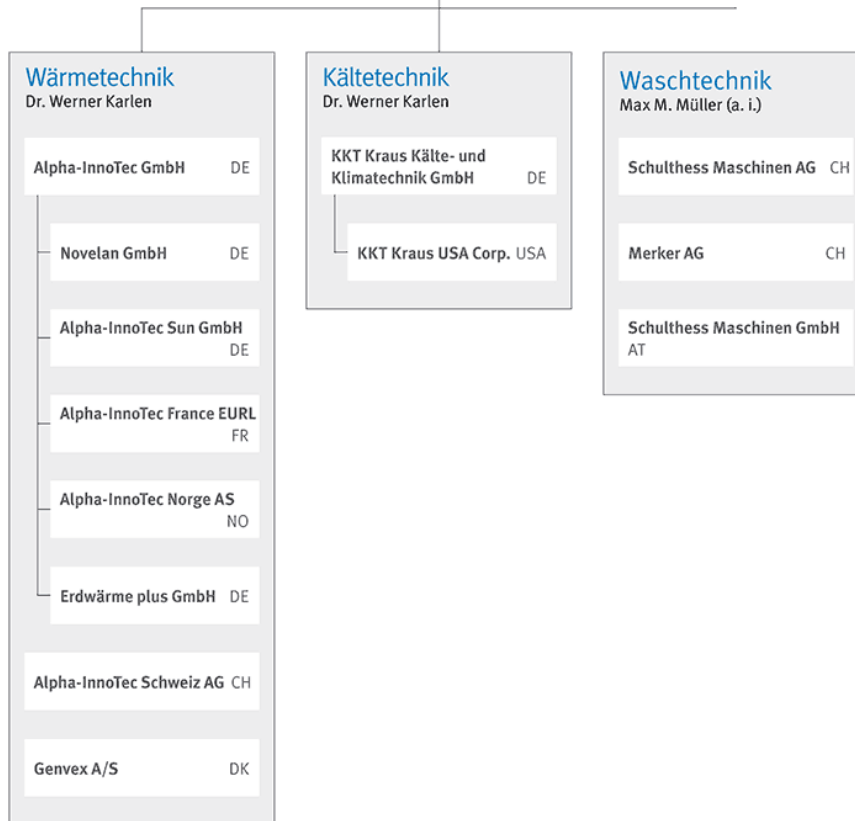 Wärmetechnik
Dr. Werner Karlen
Alpha-InnoTec GmbH DE
Novelan GmbH DE
Alpha-InnoTec Sun GmbH
DE
Alpha-InnoTec France EURL
FR
Alpha-InnoTec Norge AS
NO
Erdwärme plus GmbH DE
Alpha-InnoTec Schweiz AG CH
Genvex A/S DK
Kältetechnik
Dr. Werner Karlen
KKT Kraus Kälte- und
Klimatechnik GmbH DE
KKT Kraus USA Corp. USA
Waschtechnik
Max M. Müller (a. i.)
Schulthess Maschinen AG CH
Merker AG CH
Schulthess Maschinen GmbH
AT